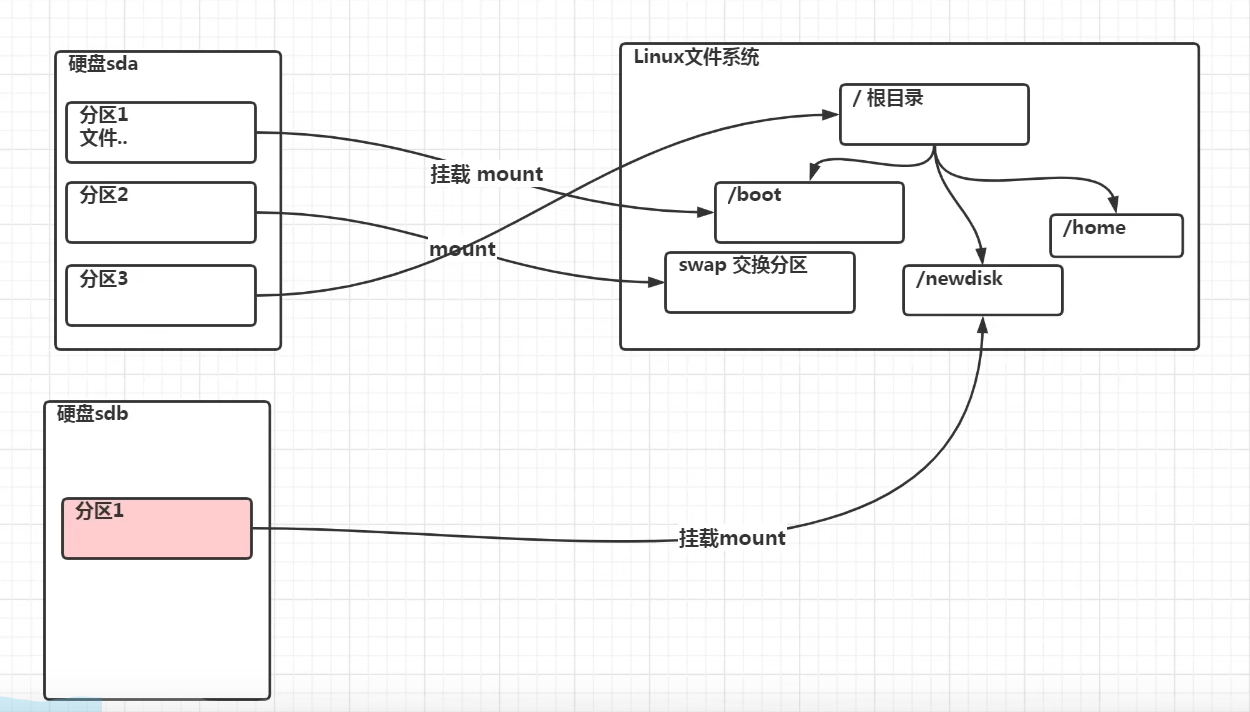 硬盘sda
分区1
文件..
分区2
分区3
挂载 mount
mount
Linux文件系统
/ 根目录
/boot
/home
swap 交换分区
/newdisk
硬盘sdb
分区1
挂载mount